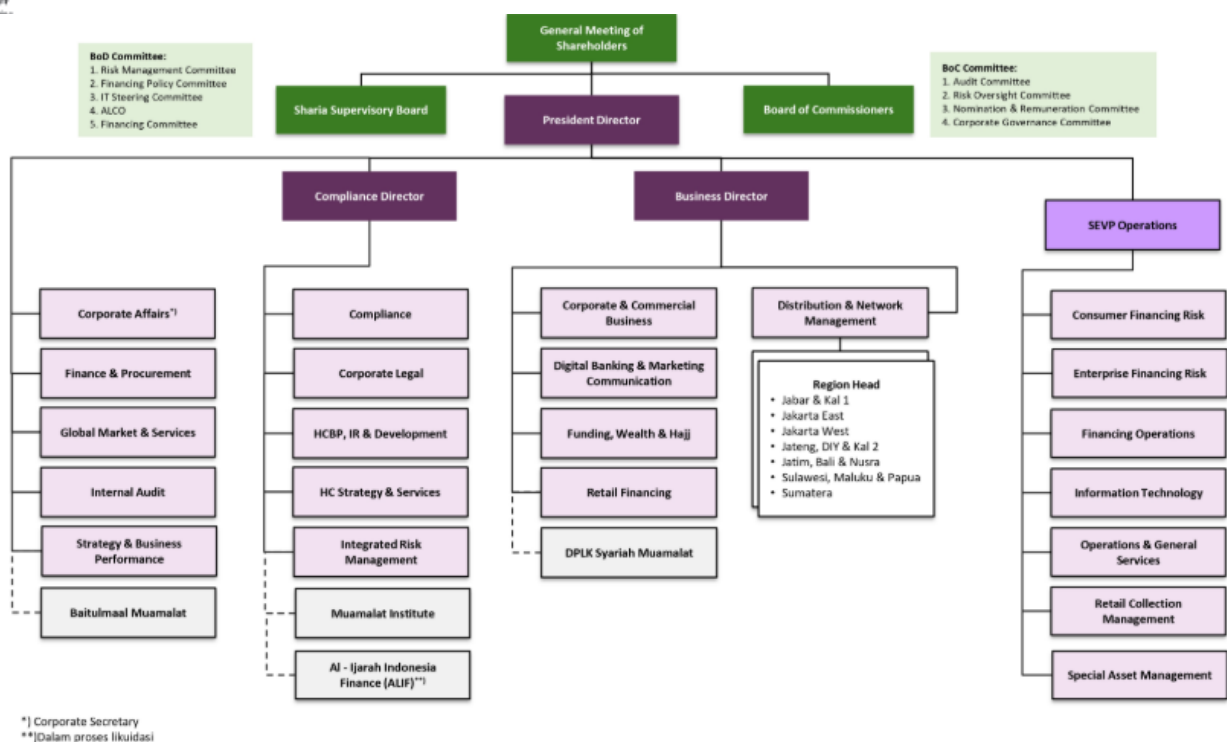 General Meeting of
Shareholders
BoD Committee:
1. Risk Management Committee
2. Financing Policy Committee
3. IT Steering Committee
4. ALCO
5. Financing Committee
BoC Committee:
1. Audit Committee
2. Risk Oversight Committee
3. Nomination & Remuneration Committee
4. Corporate Governance Committee
Sharia Supervisory Board
President Director
Board of Commissioners
Compliance Director
Business Director
SEVP Operations
Corporate Affairs*)
Finance & Procurement
Global Market & Services
Internal Audit
Strategy & Business
Performance
Baitulmaal Muamalat
Compliance
Corporate Legal
HCBP, IR & Development
HC Strategy & Services
Integrated Risk
Management
Muamalat Institute
Al - Ijarah Indonesia
Finance (ALIF)**)
Corporate & Commercial
Business
Digital Banking & Marketing
Communication
Funding, Wealth & Hajj
Retail Financing
DPLK Syariah Muamalat
Distribution & Network
Management
Region Head
• Jabar & Kal 1
• Jakarta East
• Jakarta West
• Jateng, DIY & Kal 2
• Jatim, Bali & Nusra
• Sulawesi, Maluku & Papua
• Sumatera
Consumer Financing Risk
Enterprise Financing Risk
Financing Operations
Information Technology
Operations & General
Services
Retail Collection
Management
Special Asset Management
*) Corporate Secretary
**)Dalam proses likuidasi